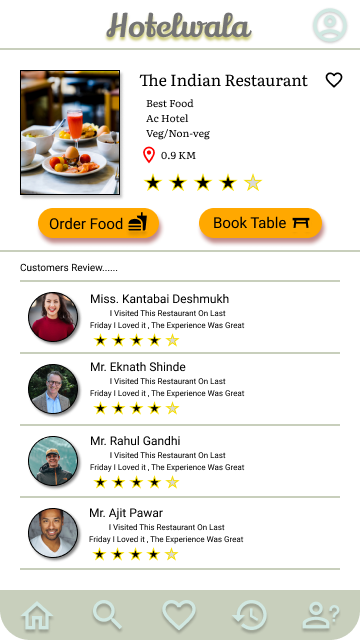 Hotelwala
The Indian Restaurant
Best Food
Ac Hotel
Veg/Non-veg
0.9 KM
Order Food
Book Table
Customers Review......
Miss. Kantabai Deshmukh
I Visited This Restaurant On Last
Friday I Loved it , The Experience Was Great
Mr. Eknath Shinde
I Visited This Restaurant On Last
Friday I Loved it , The Experience Was Great
Mr. Rahul Gandhi
I Visited This Restaurant On Last
Friday I Loved it , The Experience Was Great
Mr. Ajit Pawar
I Visited This Restaurant On Last
Friday I Loved it , The Experience Was Great
?